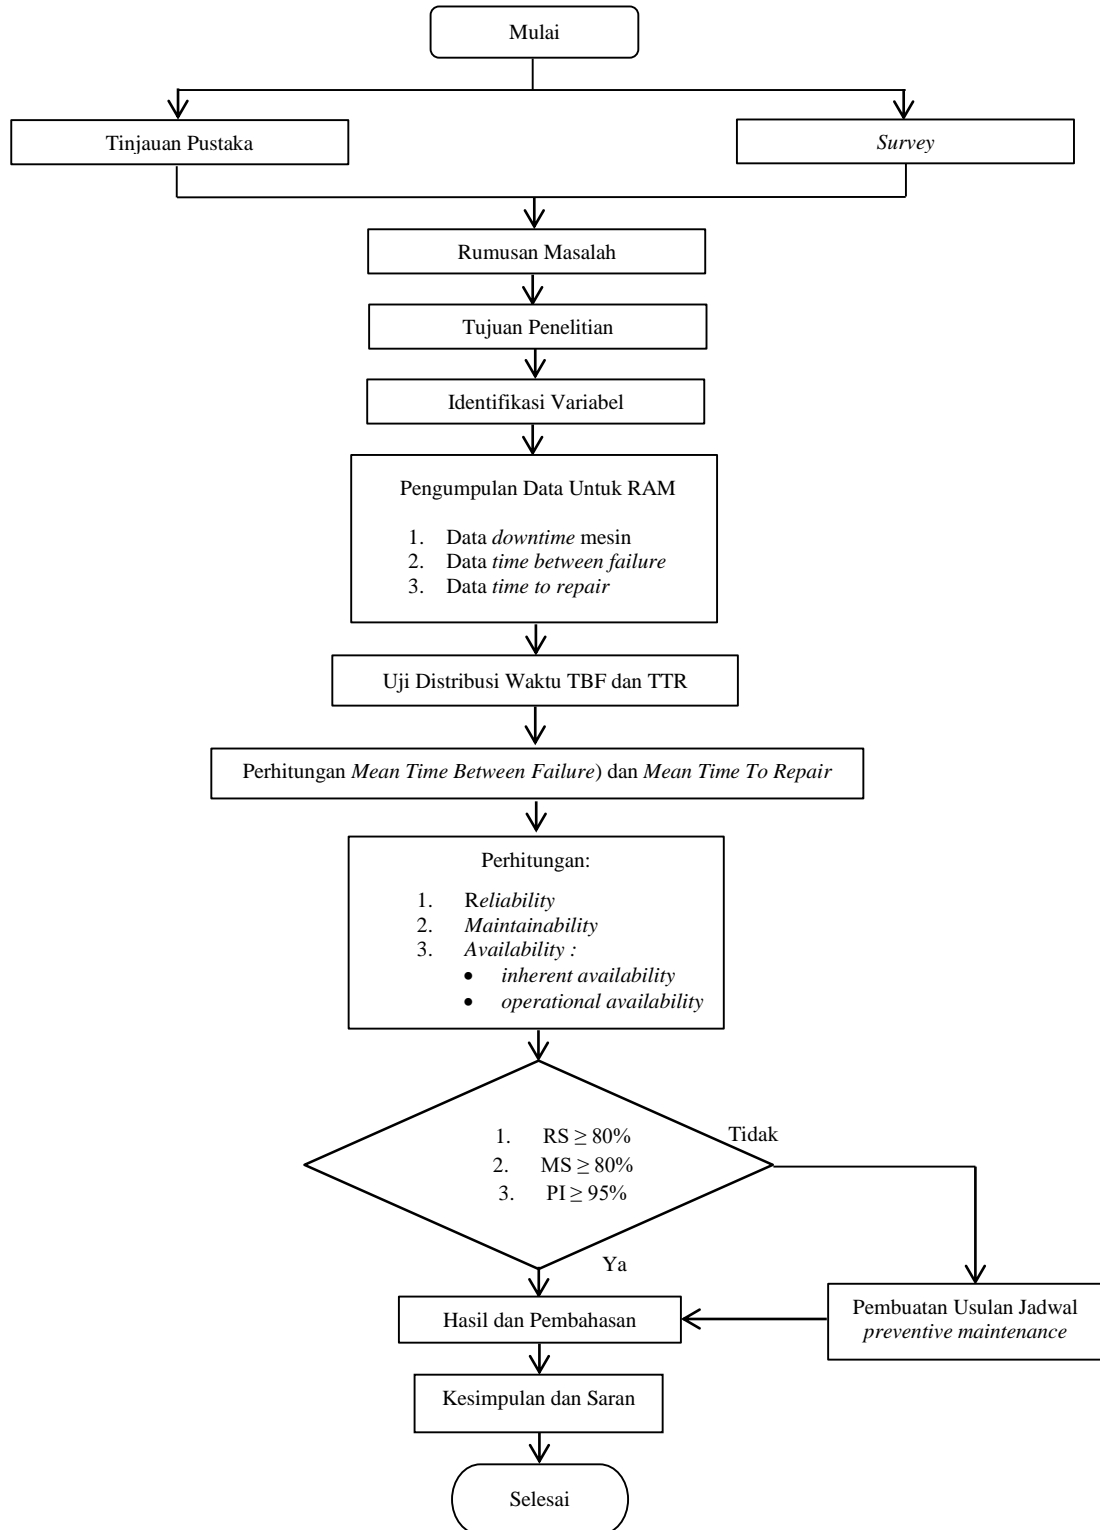 Mulai
Tinjauan Pustaka
Survey
Rumusan Masalah
Tujuan Penelitian
Identifikasi Variabel
Pengumpulan Data Untuk RAM
1. Data downtime mesin
2. Data time between failure
3. Data time to repair
Uji Distribusi Waktu TBF dan TTR
Perhitungan Mean Time Between Failure) dan Mean Time To Repair
Perhitungan:
1. Reliability
2. Maintainability
3. Availability :
• inherent availability
• operational availability
1. RS ≥ 80%
2. MS ≥ 80%
3. PI ≥ 95%
Tidak
Ya
Pembuatan Usulan Jadwal
preventive maintenance
Hasil dan Pembahasan
Kesimpulan dan Saran
Selesai